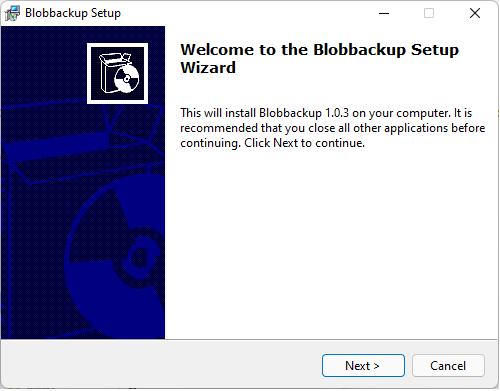 Blobbackup Setup
Welcome to the Blobbackup Setup
Wizard
This will install Blobbackup 1.0.3 on your computer. It is
recommended that you close all other applications before
continuing. Click Next to continue.
Next >
Cancel